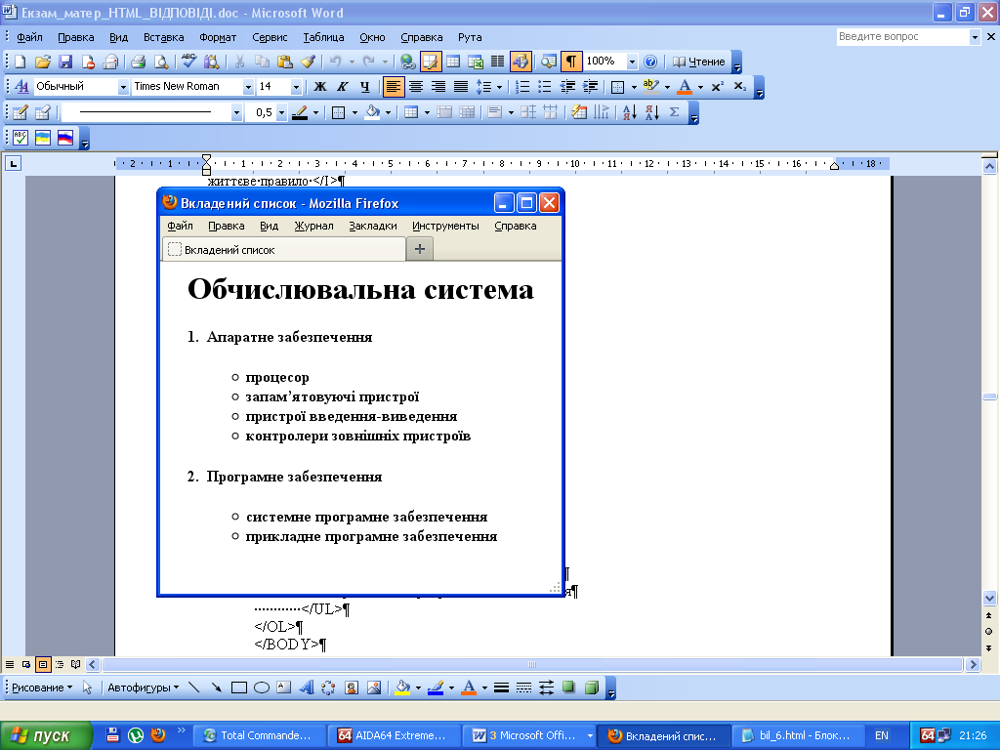 Екзам_матер_HTML_ВІДПОВІДІ.doc - Microsoft Word
Файл Правка Вид Вставка Формат Сервис Таблица Окно Справка Рута Введите вопрос
100% Чтение
Обычный Times New Roman 14 Ж К Ч
0,5
2 1 1 2 3 4 5 6 7 8 9 10 11 12 13 14 15 16 18
життєве·правило·</I>¶
Вкладений список - Mozilla Firefox
Файл Правка Вид Журнал Закладки Инструменты Справка
Вкладений список
Обчислювальна система
1. Апаратне забезпечення
процесор
запам’ятовуючі пристрої
пристрої введення-виведення
контролери зовнішніх пристроїв
2. Програмне забезпечення
системне програмне забезпечення
прикладне програмне забезпечення
¶
я¶
············</UL>¶
</OL>¶
</BODY>¶
Рисование Автофигуры
пуск Total Commande... AIDA64 Extreme... 3 Microsoft Offi... Вкладений спис... bil_6.html - Блок... EN 64 21:26